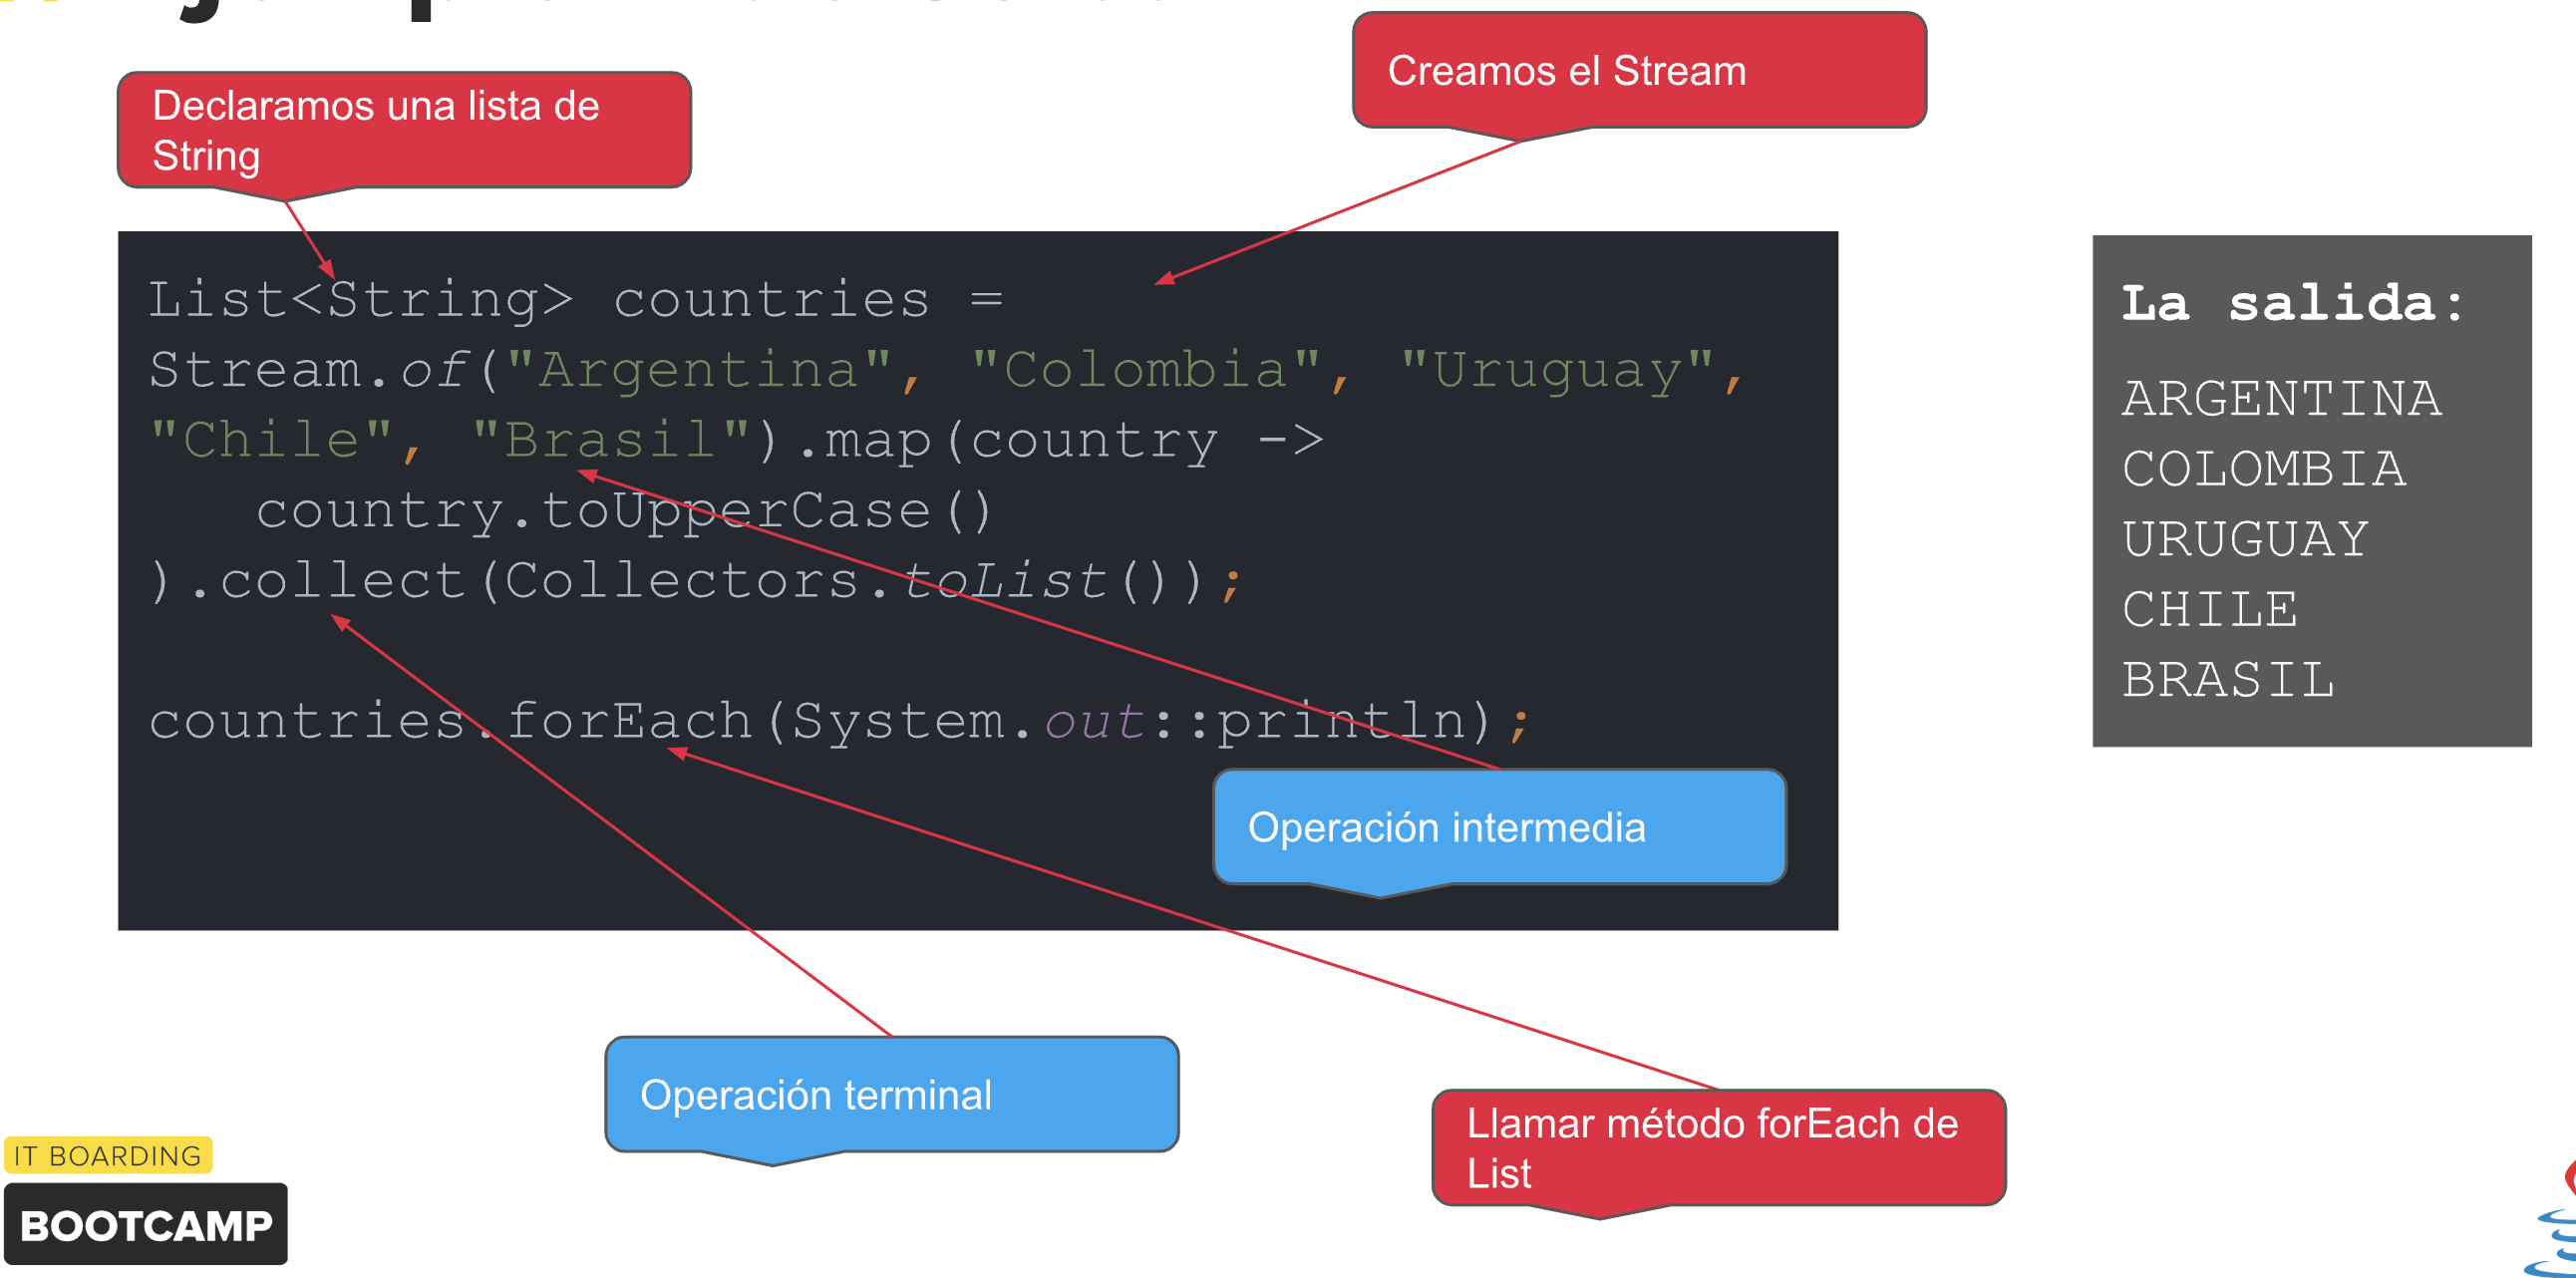 Declaramos una lista de
String
Creamos el Stream
List<String> countries =
Stream.of("Argentina", "Colombia", "Uruguay",
"Chile", "Brasil").map(country ->
country.toUpperCase()
).collect(Collectors.toList());
countries.forEach(System.out::println);
La salida:
ARGENTINA
COLOMBIA
URUGUAY
CHILE
BRASIL
Operación intermedia
Operación terminal
Llamar método forEach de
List
IT BOARDING
BOOTCAMP